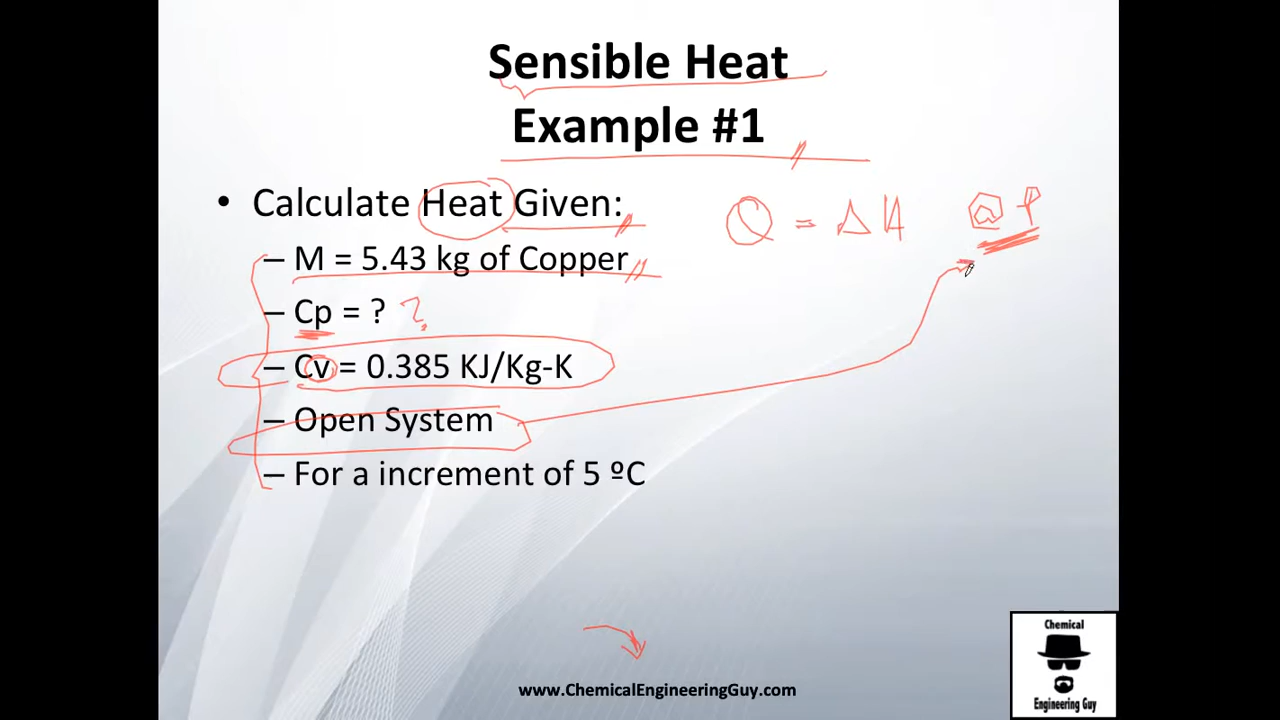 Sensible Heat
Example #1
• Calculate Heat Given:
– M = 5.43 kg of Copper
– Cp = ? ?
– Cv = 0.385 KJ/Kg-K
– Open System
– For a increment of 5 ºC
Q = Δ H @ P
www.ChemicalEngineeringGuy.com
Chemical
Engineering Guy